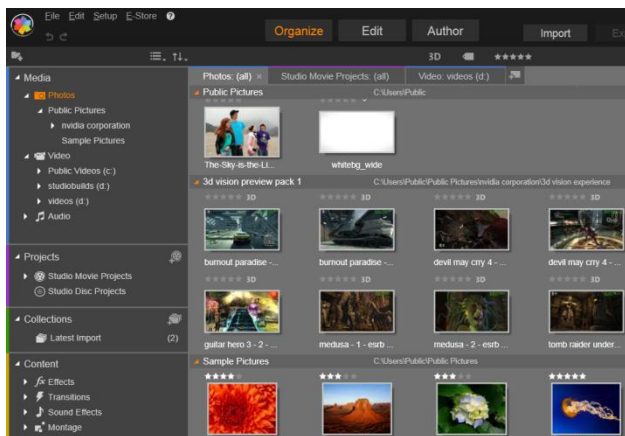 File Edit Setup E-Store ?
Organize Edit Author Import Ex
3D
Media
Photos
Public Pictures
nvidia corporation
Sample Pictures
Video
Public Videos (c:)
studiobuilds (d:)
videos (d:)
Audio
Projects
Studio Movie Projects
Studio Disc Projects
Collections
Latest Import (2)
Content
fx Effects
Transitions
Sound Effects
Montage
Photos: (all) × Studio Movie Projects: (all) Video: videos (d:)
Public Pictures C:\Users\Public
The-Sky-is-the-Li... whitebg_wide
3d vision preview pack 1 C:\Users\Public\Public Pictures\nvidia corporation\3d vision experience
3D 3D 3D 3D
burnout paradise -... burnout paradise -... devil may crry 4 -... devil may crry 4 -...
3D 3D 3D 3D
guitar hero 3 - 2 -... medusa - 1 - esrb ... medusa - 2 - esrb ... tomb raider under...
Sample Pictures C:\Users\Public\Public Pictures